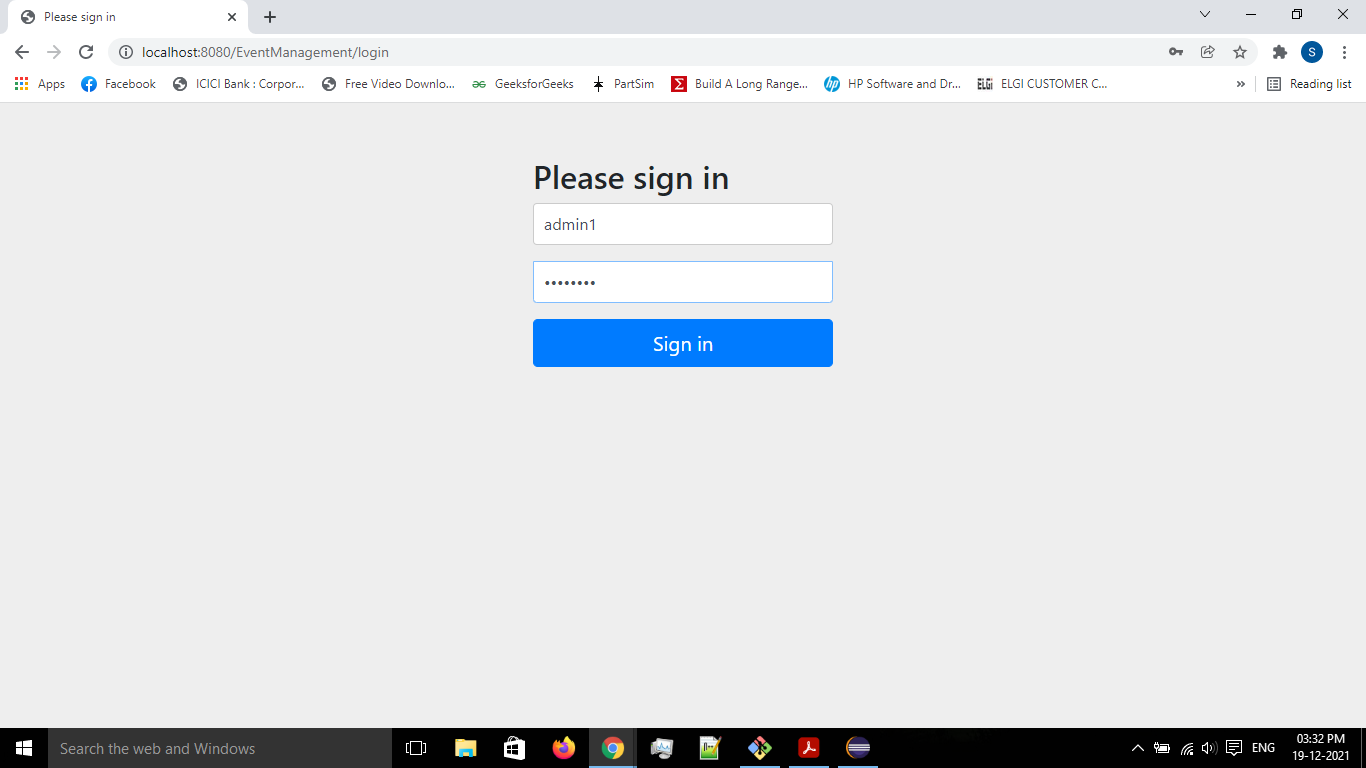 Please sign in
localhost:8080/EventManagement/login
S
Apps Facebook ICICI Bank : Corpor... Free Video Downlo... GeeksforGeeks PartSim Σ Build A Long Range... hp HP Software and Dr... ELGI ELGI CUSTOMER C... » Reading list
Please sign in
admin1
••••••••
Sign in
Search the web and Windows
ENG
03:32 PM
19-12-2021